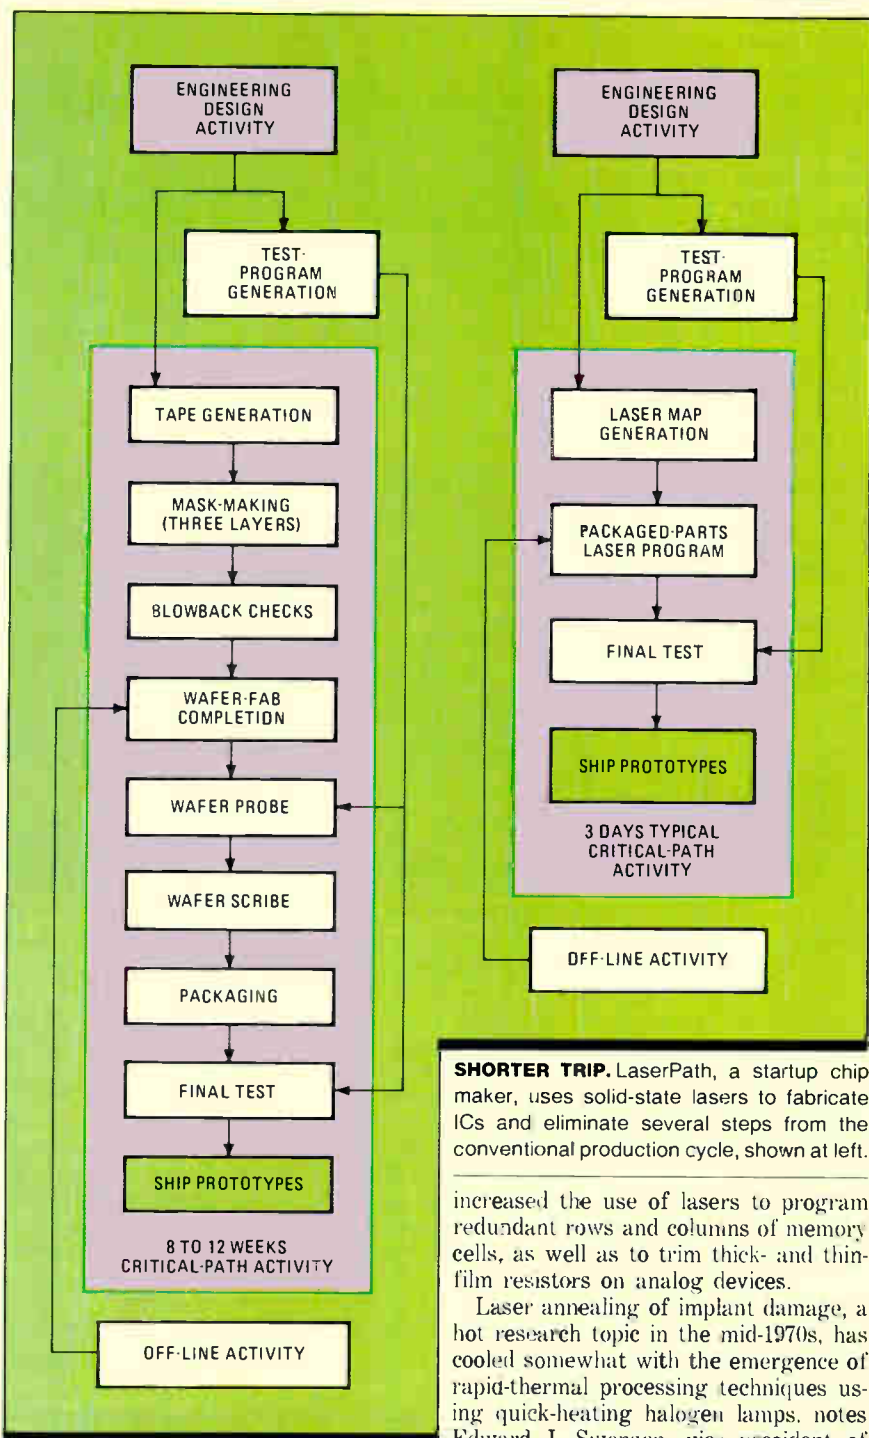 ENGINEERING
DESIGN
ACTIVITY
TEST-
PROGRAM
GENERATION
TAPE GENERATION
MASK-MAKING
(THREE LAYERS)
BLOWBACK CHECKS
WAFER-FAB
COMPLETION
WAFER PROBE
WAFER SCRIBE
PACKAGING
FINAL TEST
SHIP PROTOTYPES
8 TO 12 WEEKS
CRITICAL-PATH ACTIVITY
OFF-LINE ACTIVITY
ENGINEERING
DESIGN
ACTIVITY
TEST-
PROGRAM
GENERATION
LASER MAP
GENERATION
PACKAGED-PARTS
LASER PROGRAM
FINAL TEST
SHIP PROTOTYPES
3 DAYS TYPICAL
CRITICAL-PATH
ACTIVITY
OFF-LINE ACTIVITY
SHORTER TRIP. LaserPath, a startup chip
maker, uses solid-state lasers to fabricate
ICs and eliminate several steps from the
conventional production cycle, shown at left.
increased the use of lasers to program
redundant rows and columns of memory
cells, as well as to trim thick- and thin-
film resistors on analog devices.
Laser annealing of implant damage, a
hot research topic in the mid-1970s, has
cooled somewhat with the emergence of
rapid-thermal processing techniques us-
ing quick-heating halogen lamps, notes